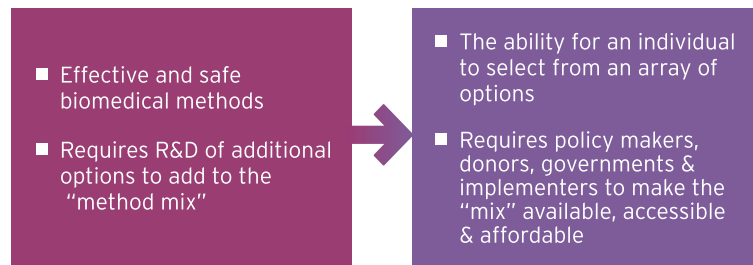 Effective and safe
biomedical methods
Requires R&D of additional
options to add to the
“method mix”
The ability for an individual
to select from an array of
options
Requires policy makers,
donors, governments &
implementers to make the
“mix” available, accessible
& affordable